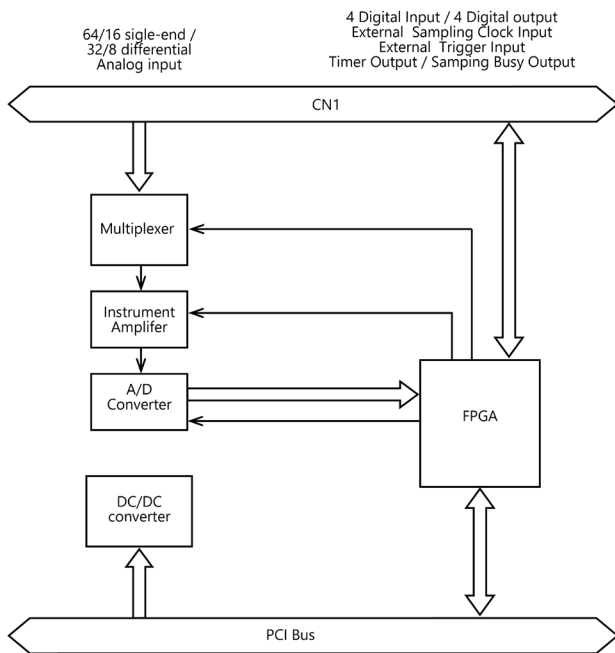 64/16 sigle-end /
32/8 differential
Analog input
4 Digital Input / 4 Digital output
External Sampling Clock Input
External Trigger Input
Timer Output / Samping Busy Output
CN1
Multiplexer
Instrument
Amplifer
A/D
Converter
FPGA
DC/DC
converter
PCI Bus